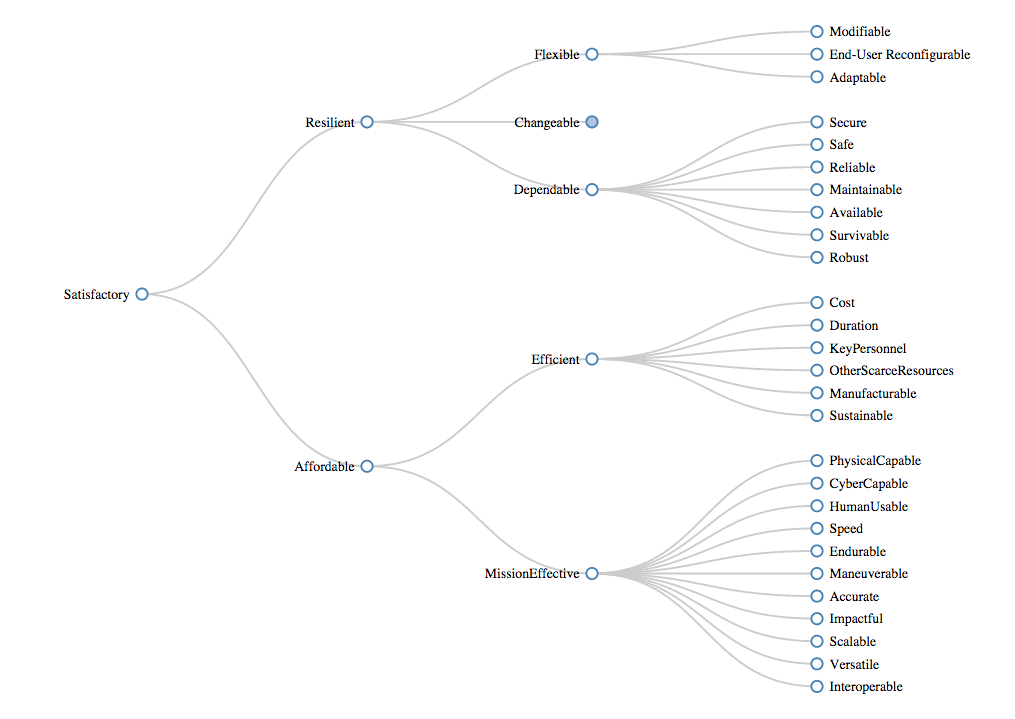 Satisfactory
Resilient
Flexible
Modifiable
End-User Reconfigurable
Adaptable
Changeable
Dependable
Secure
Safe
Reliable
Maintainable
Available
Survivable
Robust
Affordable
Efficient
Cost
Duration
KeyPersonnel
OtherScarceResources
Manufacturable
Sustainable
MissionEffective
PhysicalCapable
CyberCapable
HumanUsable
Speed
Endurable
Maneuverable
Accurate
Impactful
Scalable
Versatile
Interoperable